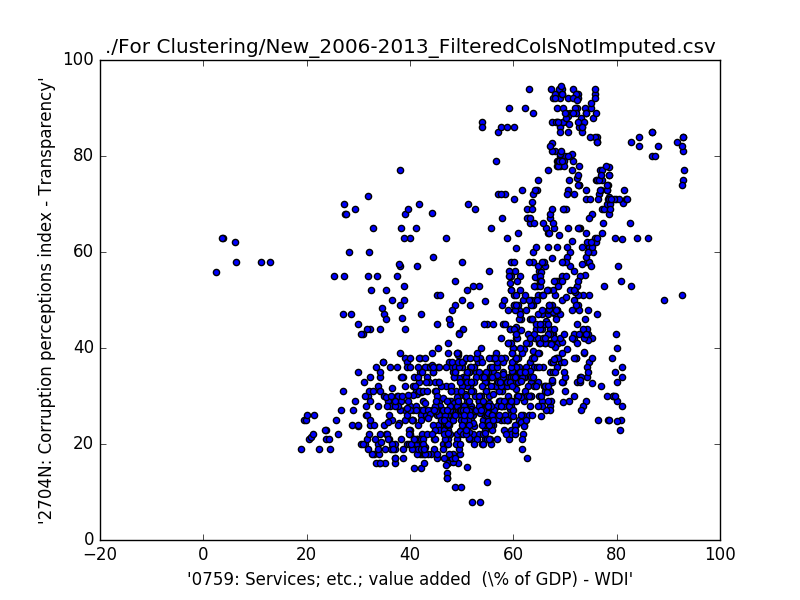 ./For Clustering/New_2006-2013_FilteredColsNotImputed.csv
100
80
60
40
20
0
'2704N: Corruption perceptions index - Transparency'
−20 0 20 40 60 80 100
'0759: Services; etc.; value added  (\% of GDP) - WDI'